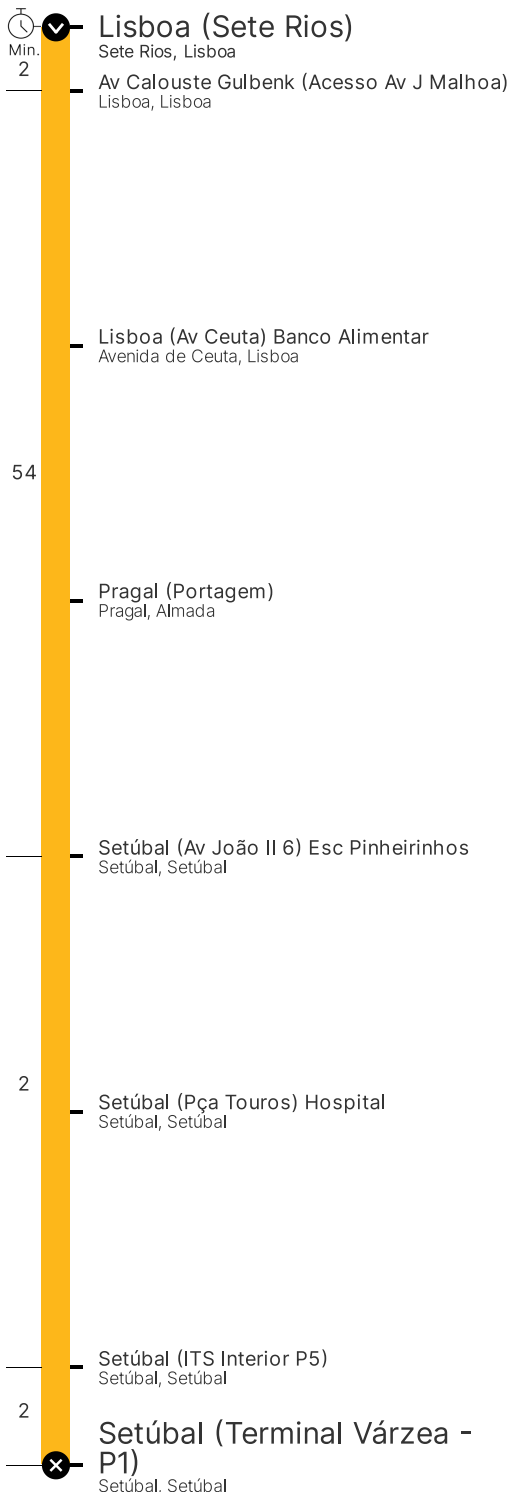 Lisboa (Sete Rios)
Sete Rios, Lisboa
Min.
2
Av Calouste Gulbenk (Acesso Av J Malhoa)
Lisboa, Lisboa
Lisboa (Av Ceuta) Banco Alimentar
Avenida de Ceuta, Lisboa
54
Pragal (Portagem)
Pragal, Almada
Setúbal (Av João II 6) Esc Pinheirinhos
Setúbal, Setúbal
2
Setúbal (Pça Touros) Hospital
Setúbal, Setúbal
Setúbal (ITS Interior P5)
Setúbal, Setúbal
2
Setúbal (Terminal Várzea -
P1)
Setúbal, Setúbal